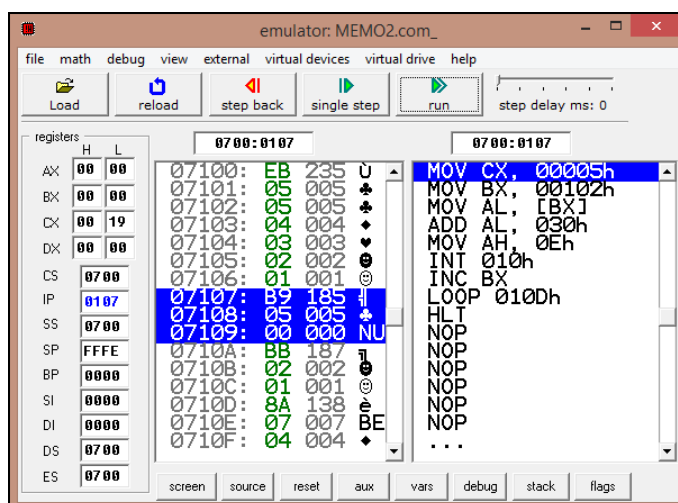 emulator: MEMO2.com_
file math debug view external virtual devices virtual drive help
Load reload step back single step run step delay ms: 0
registers
H L
0700:0107
0700:0107
AX 00 00
BX 00 00
CX 00 19
DX 00 00
CS 0700
IP 0107
SS 0700
SP FFFE
BP 0000
SI 0000
DI 0000
DS 0700
ES 0700
07100: EB 235 Ù
07101: 05 005 ♣
07102: 05 005 ♣
07103: 04 004 ♦
07104: 03 003 ♥
07105: 02 002 ☻
07106: 01 001 ☺
07107: B9 185 ╣
07108: 05 005 ♣
07109: 00 000 NU
0710A: BB 187 ╗
0710B: 02 002 ☻
0710C: 01 001 ☺
0710D: 8A 138 è
0710E: 07 007 BE
0710F: 04 004 ♦
MOV CX, 00005h
MOV BX, 00102h
MOV AL, [BX]
ADD AL, 030h
MOV AH, 0Eh
INT 010h
INC BX
LOOP 010Dh
HLT
NOP
NOP
NOP
NOP
NOP
NOP
...
screen source reset aux vars debug stack flags